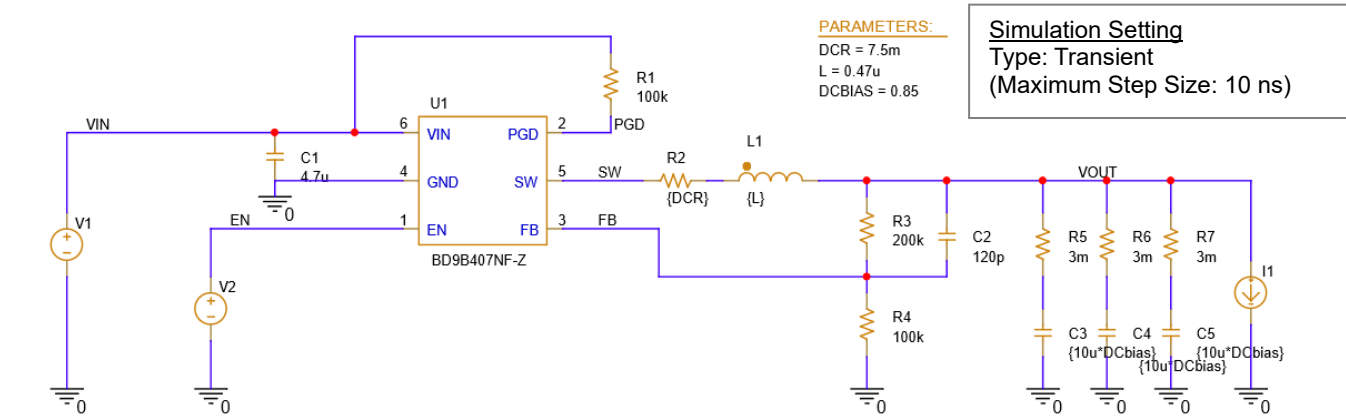 PARAMETERS:
DCR = 7.5m
L = 0.47u
DCBIAS = 0.85
Simulation Setting
Type: Transient
(Maximum Step Size: 10 ns)
R1
100k
U1
VIN
6
VIN
PGD
2
PGD
C1
4.7u
0
4
GND
SW
5
SW
R2
{DCR}
L1
{L}
VOUT
EN
1
EN
FB
3
FB
BD9B407NF-Z
V1
V2
R3
200k
C2
120p
R5
3m
R6
3m
R7
3m
I1
R4
100k
C3
{10u*DCbias}
C4
{10u*DCbias}
C5
{10u*DCbias}
0
0
0
0
0
0
0